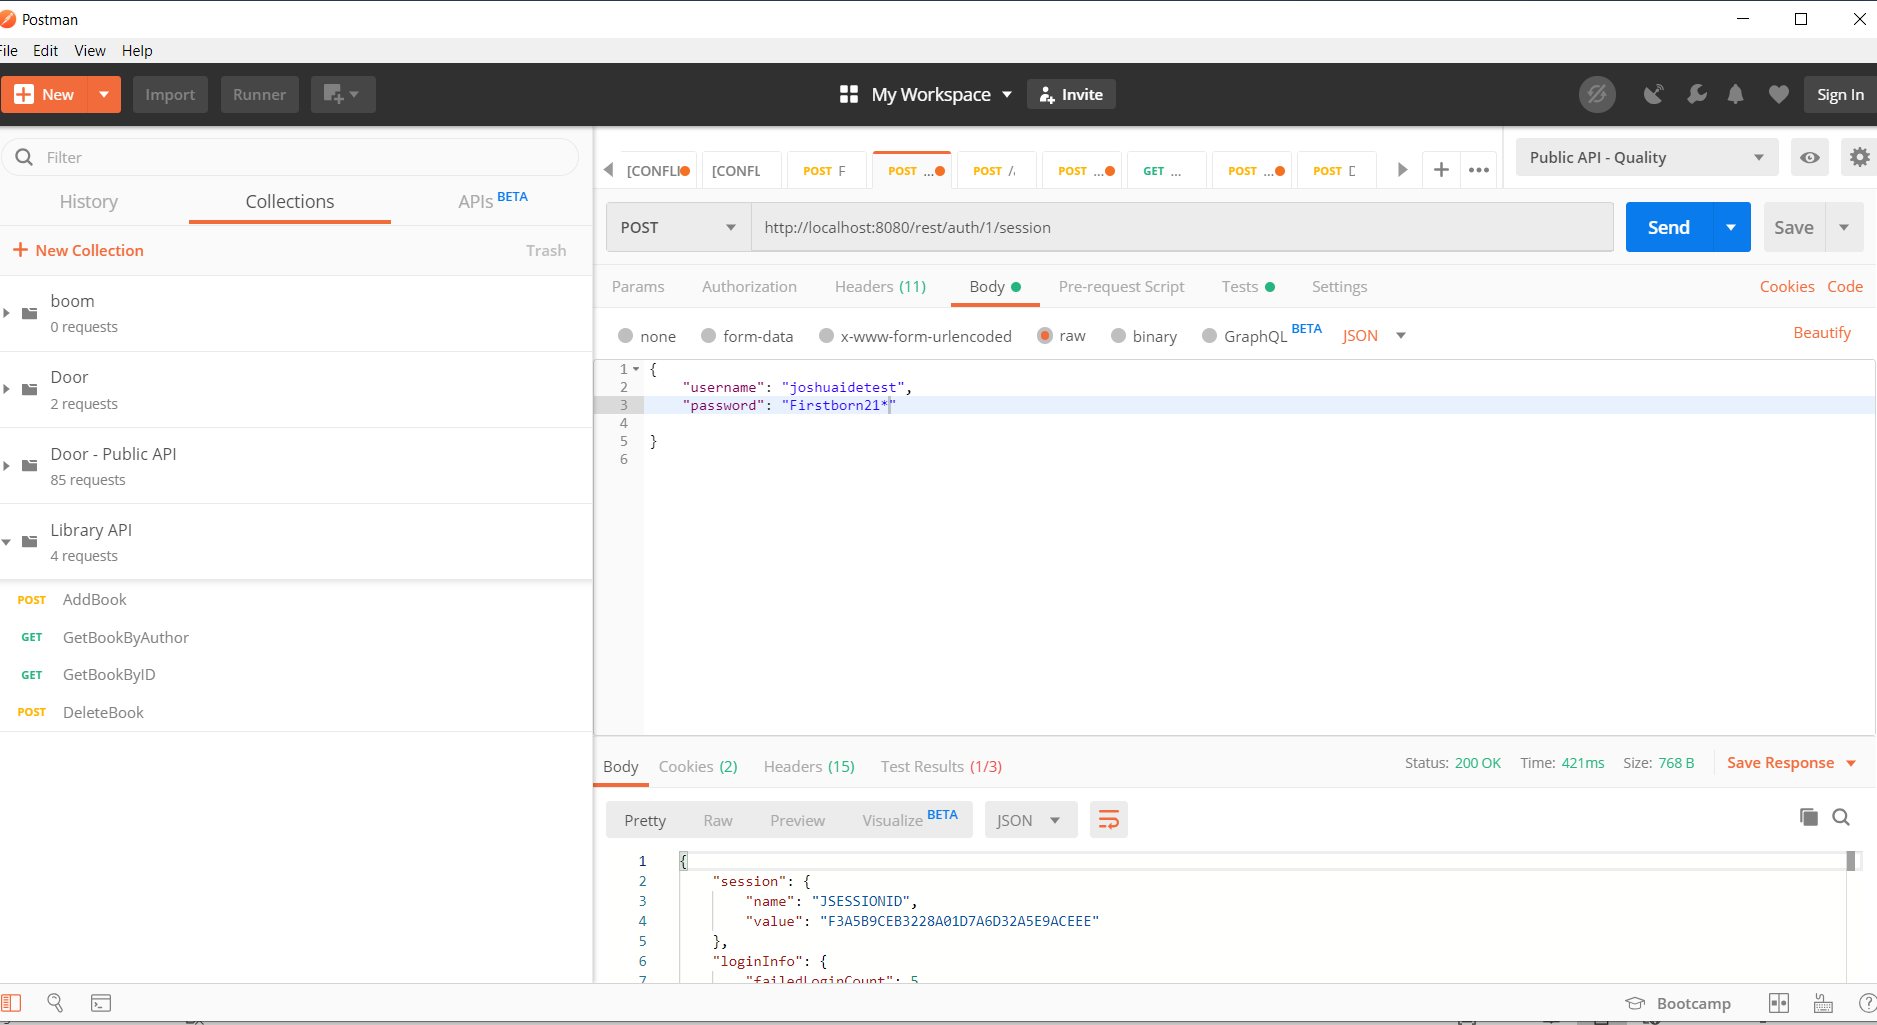 Postman
File Edit View Help
New Import Runner My Workspace Invite Sign In
Filter
History Collections APIs BETA
New Collection Trash
boom
0 requests
Door
2 requests
Door - Public API
85 requests
Library API
4 requests
POST AddBook
GET GetBookByAuthor
GET GetBookByID
POST DeleteBook
[CONFLI [CONFL POST F POST ... POST /: POST ... GET ... POST ... POST D
Public API - Quality
POST http://localhost:8080/rest/auth/1/session Send Save
Params Authorization Headers (11) Body Pre-request Script Tests Settings Cookies Code
none form-data x-www-form-urlencoded raw binary GraphQL BETA JSON Beautify
1 {
2 "username": "joshuaidetest",
3 "password": "Firstborn21*"
4
5 }
6
Body Cookies (2) Headers (15) Test Results (1/3) Status: 200 OK Time: 421ms Size: 768 B Save Response
Pretty Raw Preview Visualize BETA JSON
1 {
2 "session": {
3 "name": "JSESSIONID",
4 "value": "F3A5B9CEB3228A01D7A6D32A5E9ACEEE"
5 },
6 "loginInfo": {
7 "failedLoginCount": 5
Bootcamp